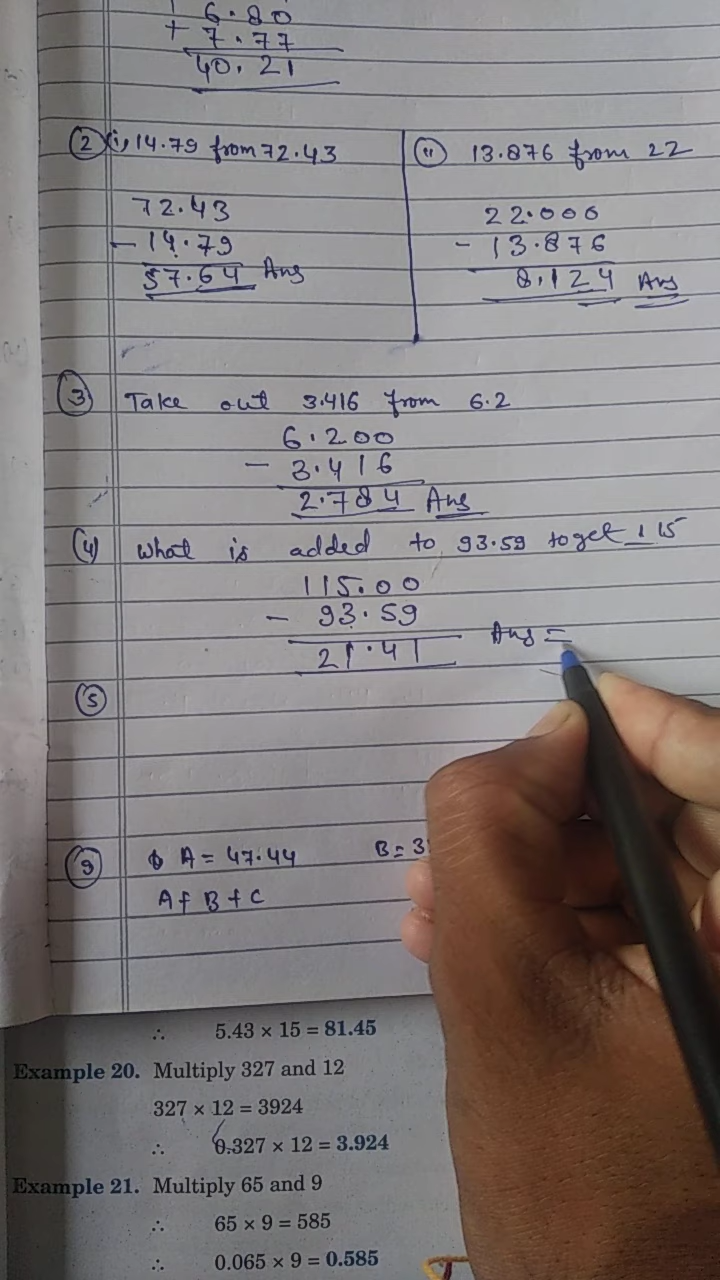 6.80
+ 7.77
40.21
(2) (i) 14.79 from 72.43
72.43
- 14.79
57.64 Ans
(ii) 13.876 from 22
22.000
- 13.876
8.124 Ans
(3) Take out 3.416 from 6.2
6.200
- 3.416
2.784 Ans
(4) What is added to 93.59 to get 115
115.00
- 93.59
21.41 Ans =
(5)
(9) A = 47.44 B = 3
A + B + C
∴ 5.43 × 15 = 81.45
Example 20. Multiply 327 and 12
327 × 12 = 3924
∴ 0.327 × 12 = 3.924
Example 21. Multiply 65 and 9
∴ 65 × 9 = 585
∴ 0.065 × 9 = 0.585